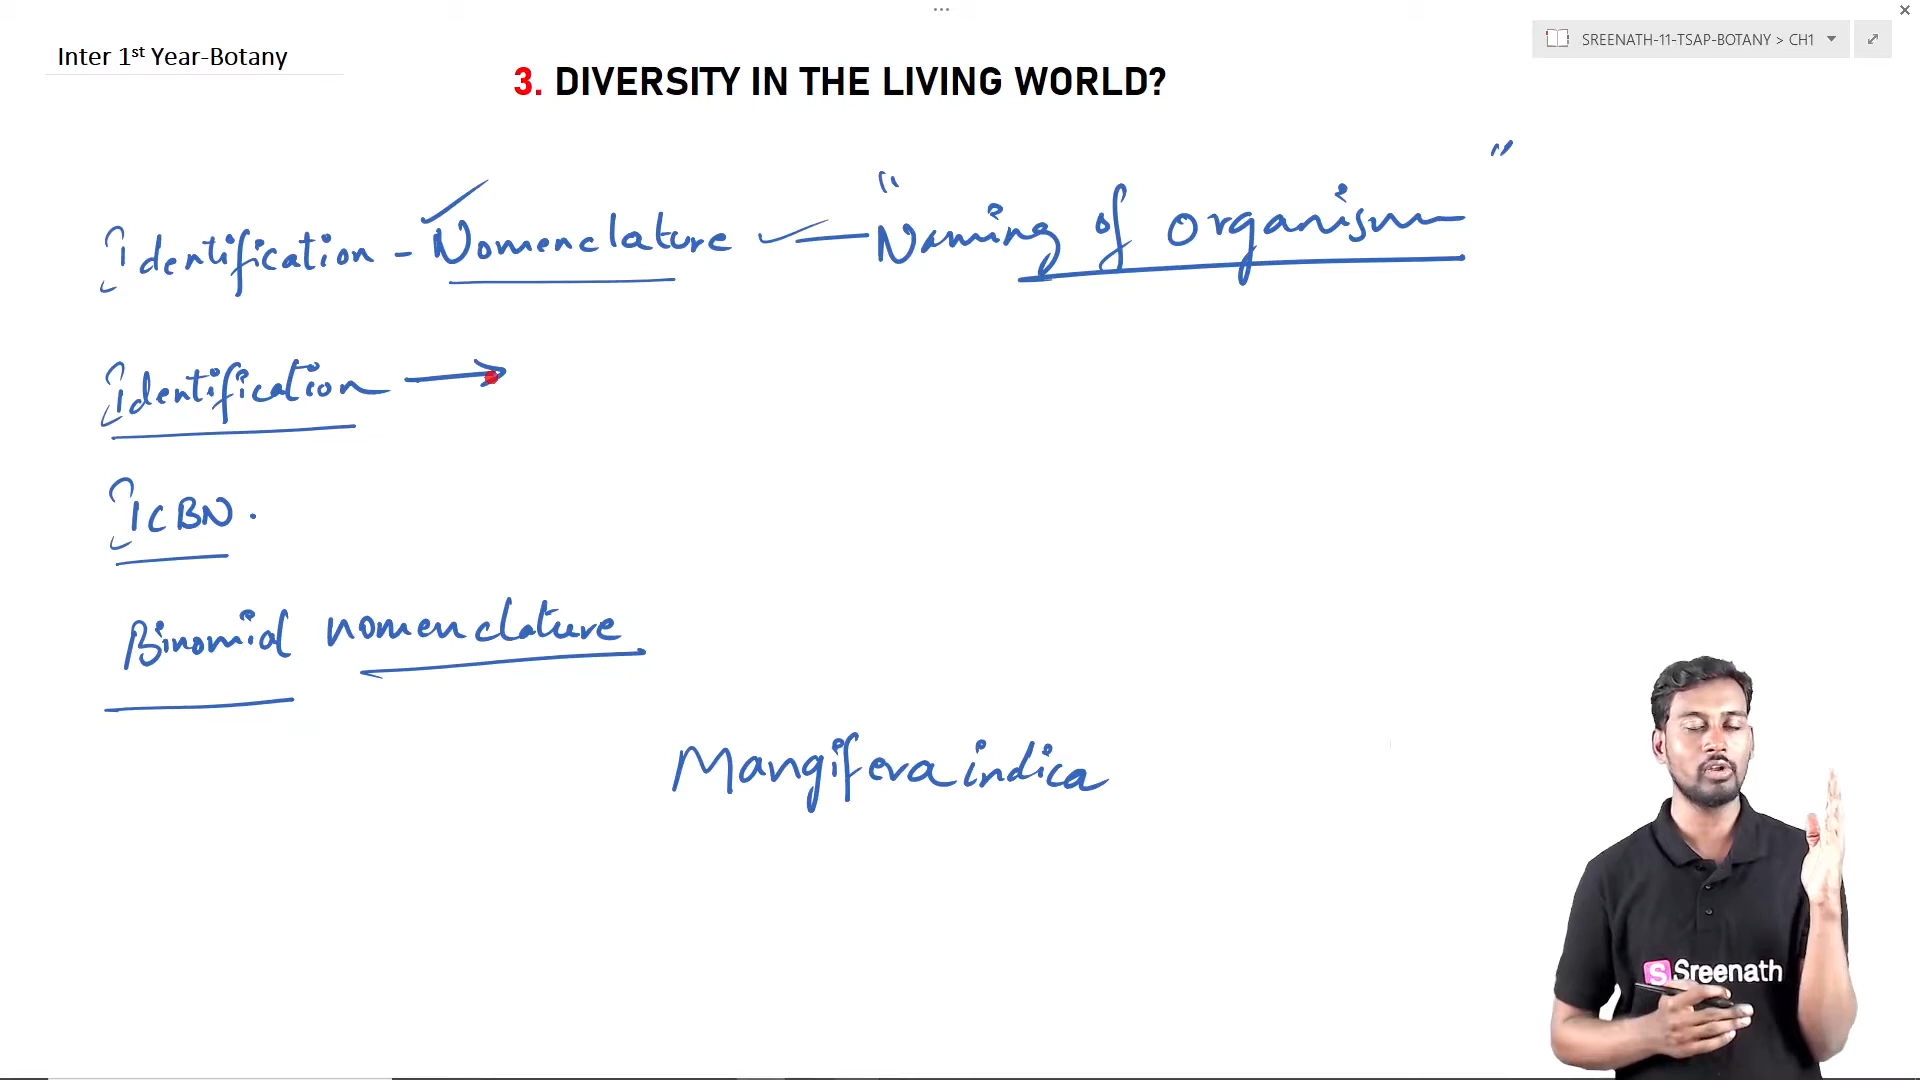 Inter 1st Year-Botany
SREENATH-11-TSAP-BOTANY > CH1
3. DIVERSITY IN THE LIVING WORLD?
Identification - Nomenclature — "Naming of organism"
Identification →
ICBN.
Binomial nomenclature
Mangifera indica
S Sreenath